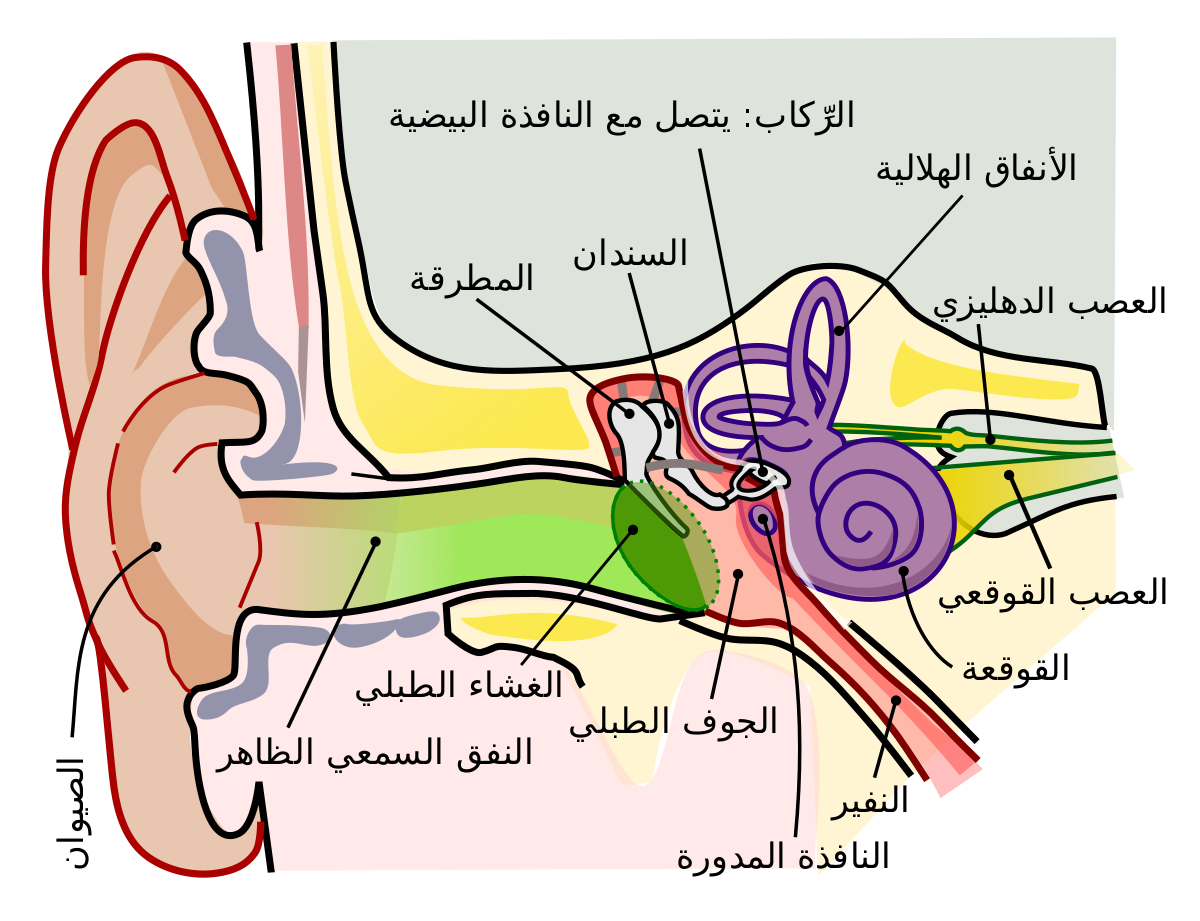 الرِّكاب: يتصل مع النافذة البيضية
الأنفاق الهلالية
السندان
المطرقة
العصب الدهليزي
العصب القوقعي
القوقعة
الغشاء الطبلي
الجوف الطبلي
النفق السمعي الظاهر
الصيوان
النفير
النافذة المدورة